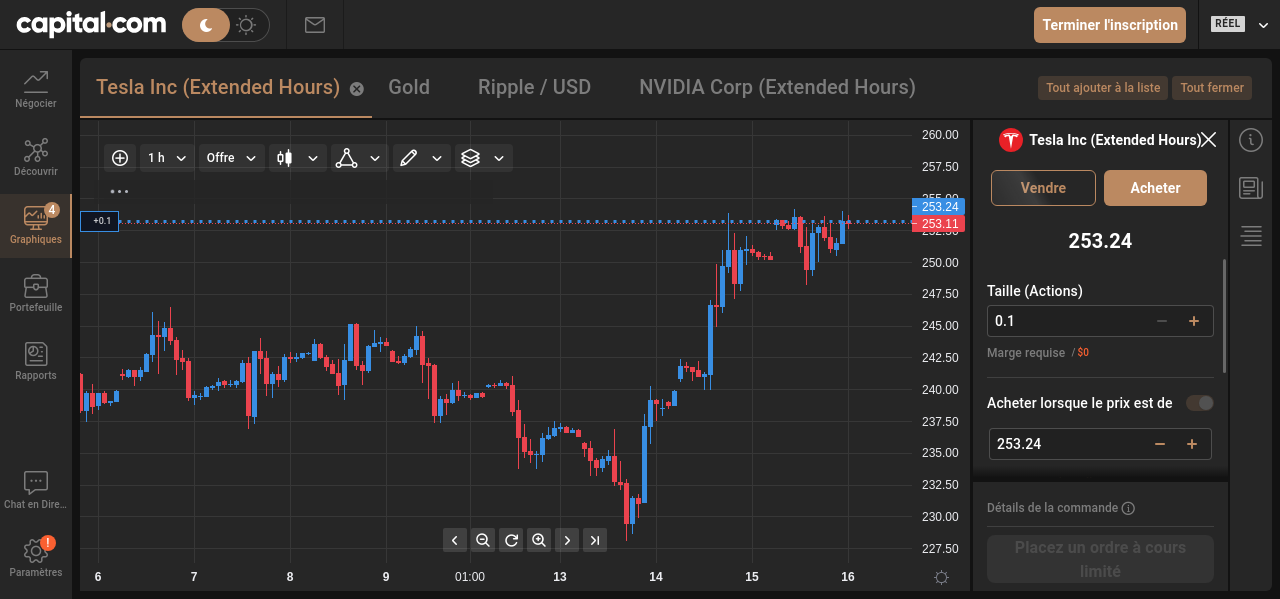 capital.com
Terminer l'inscription
RÉEL
Négocier
Découvrir
4
Graphiques
Portefeuille
Rapports
Chat en Dire...
!
Paramètres
Tesla Inc (Extended Hours)
Gold
Ripple / USD
NVIDIA Corp (Extended Hours)
Tout ajouter à la liste
Tout fermer
1 h
Offre
...
+0.1
260.00
257.50
255.00
253.24
253.11
252.50
250.00
247.50
245.00
242.50
240.00
237.50
235.00
232.50
230.00
227.50
6 7 8 9 01:00 13 14 15 16
Tesla Inc (Extended Hours)
Vendre
Acheter
253.24
Taille (Actions)
0.1
Marge requise / $0
Acheter lorsque le prix est de
253.24
Détails de la commande
Placez un ordre à cours
limité